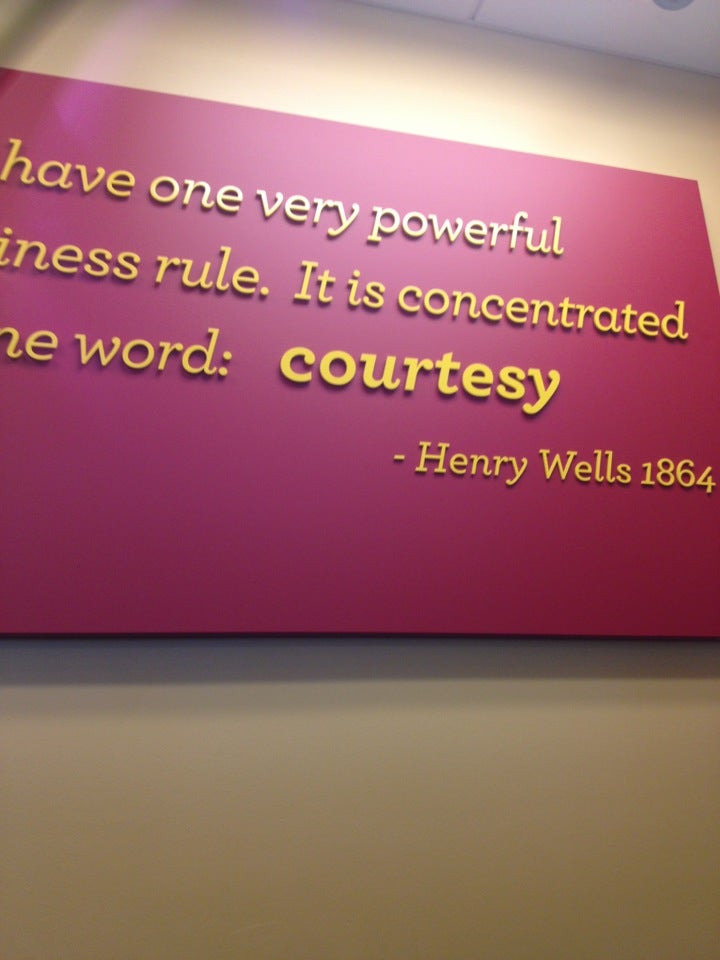 have one very powerful
iness rule. It is concentrated
ne word: courtesy
- Henry Wells 1864